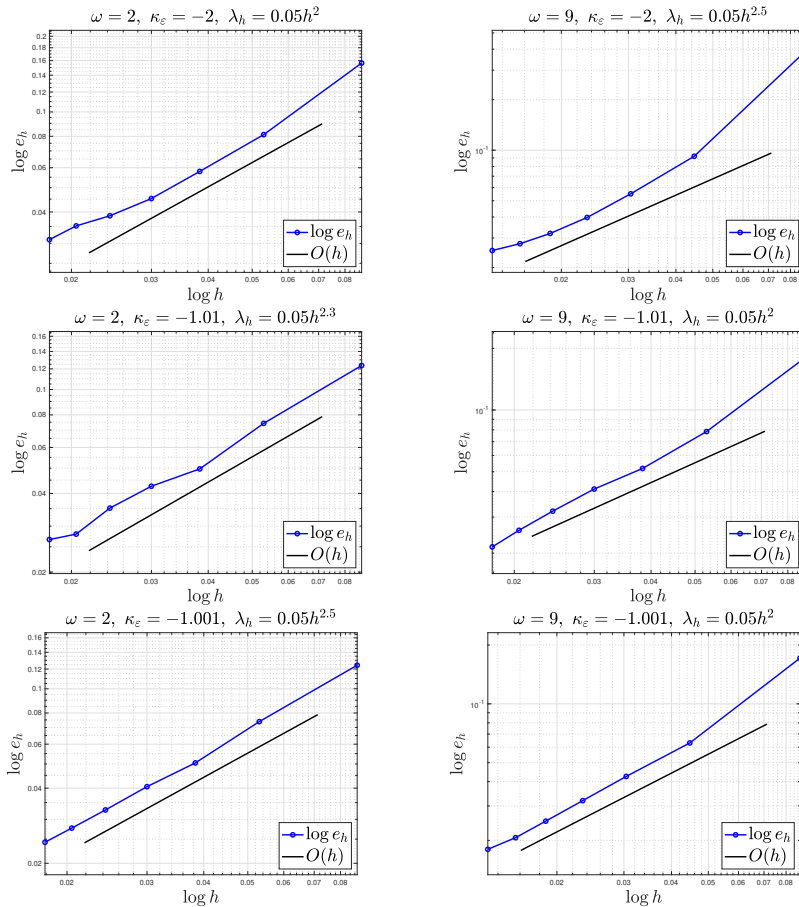 ω = 2, κ_ε = −2, λ_h = 0.05h^2
0.2
0.16
0.14
0.12
0.1
0.08
0.06
0.04
log e_h
log e_h
O(h)
0.02
0.03
0.04
0.05
0.06
0.07
0.08
log h
ω = 9, κ_ε = −2, λ_h = 0.05h^{2.5}
10^{-1}
log e_h
log e_h
O(h)
0.02
0.03
0.04
0.05
0.06
0.07
0.08
log h
ω = 2, κ_ε = −1.01, λ_h = 0.05h^{2.3}
0.16
0.14
0.12
0.1
0.08
0.06
0.04
0.02
log e_h
log e_h
O(h)
0.02
0.03
0.04
0.05
0.06
0.07
0.08
log h
ω = 9, κ_ε = −1.01, λ_h = 0.05h^2
10^{-1}
log e_h
log e_h
O(h)
0.02
0.03
0.04
0.05
0.06
0.07
0.08
log h
ω = 2, κ_ε = −1.001, λ_h = 0.05h^{2.5}
0.16
0.14
0.12
0.1
0.08
0.06
0.04
0.02
log e_h
log e_h
O(h)
0.02
0.03
0.04
0.05
0.06
0.07
0.08
log h
ω = 9, κ_ε = −1.001, λ_h = 0.05h^2
10^{-1}
log e_h
log e_h
O(h)
0.02
0.03
0.04
0.05
0.06
0.07
0.08
log h